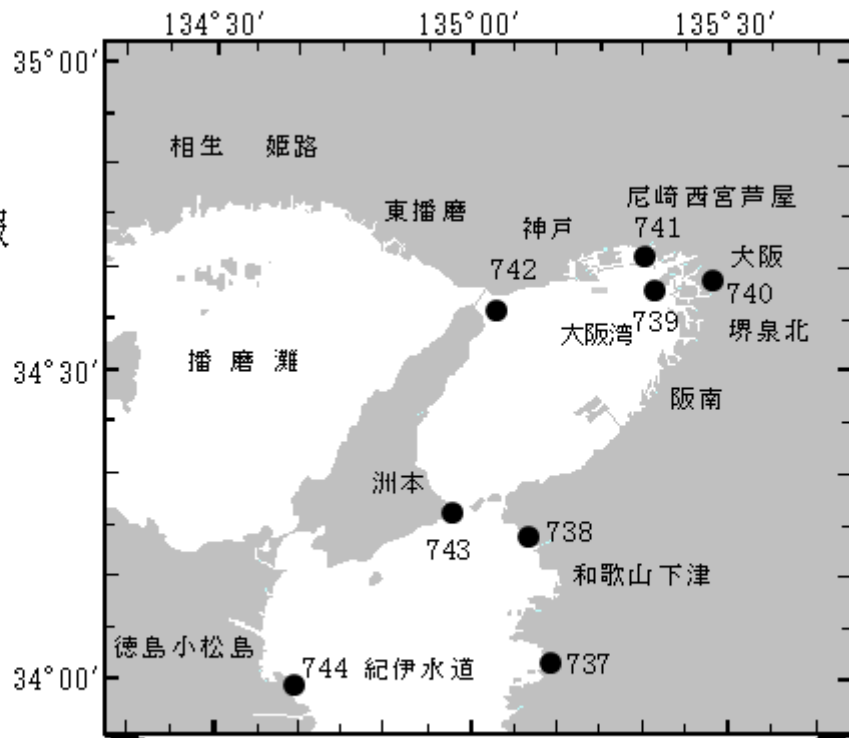 134°30′ 135°00′ 135°30′
35°00′
相生 姫路
尼崎西宮芦屋
東播磨
神戸
741
大阪
742
740
739
大阪湾
堺泉北
播磨灘
34°30′
阪南
洲本
738
743
和歌山下津
徳島小松島
744 紀伊水道
737
34°00′